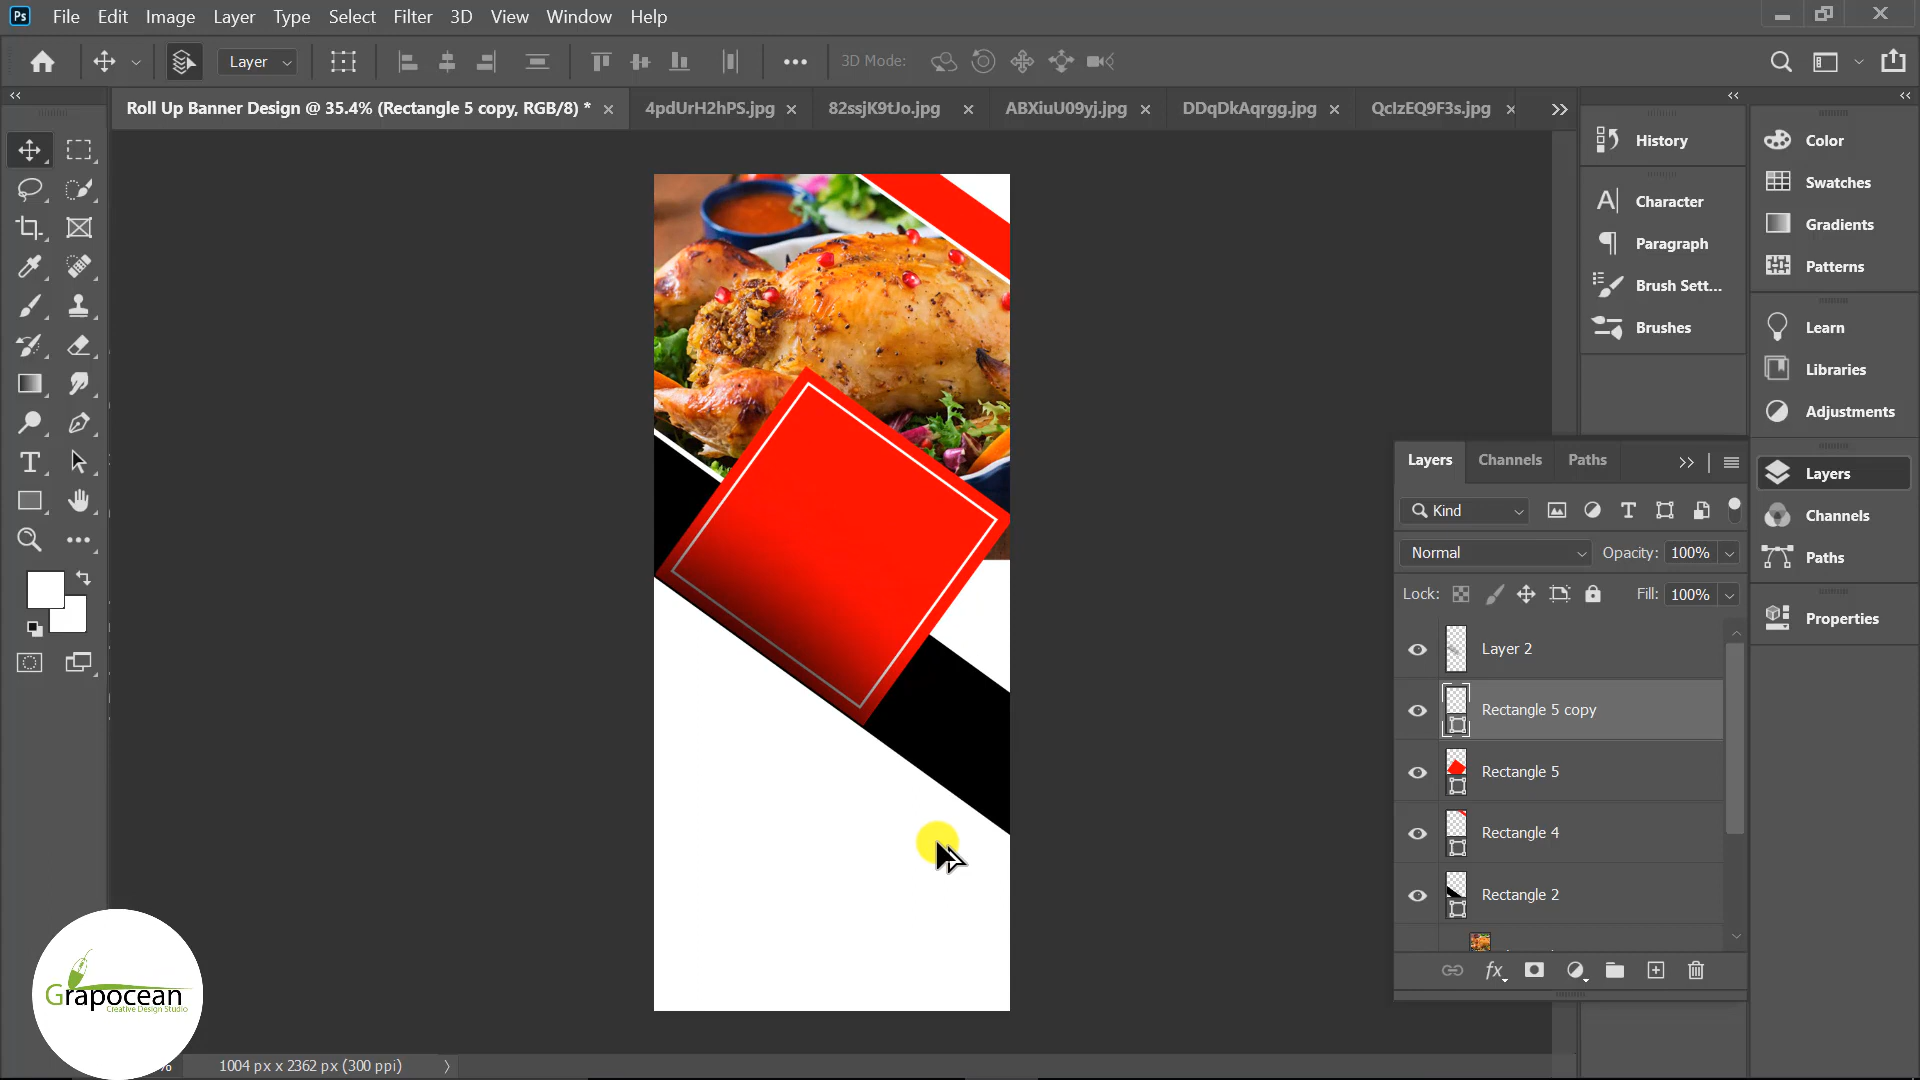 Ps File Edit Image Layer Type Select Filter 3D View Window Help
Layer 3D Mode:
Roll Up Banner Design @ 35.4% (Rectangle 5 copy, RGB/8) * 4pdUrH2hPS.jpg 82ssjK9tJo.jpg ABXiuU09yj.jpg DDqDkAqrgg.jpg QcIzEQ9F3s.jpg
History
Character
Paragraph
Brush Sett...
Brushes
Color
Swatches
Gradients
Patterns
Learn
Libraries
Adjustments
Layers
Channels
Paths
Properties
Layers Channels Paths
Kind
Normal Opacity: 100%
Lock: Fill: 100%
Layer 2
Rectangle 5 copy
Rectangle 5
Rectangle 4
Rectangle 2
fx
Grapocean
Creative Design Studio
% 1004 px x 2362 px (300 ppi)